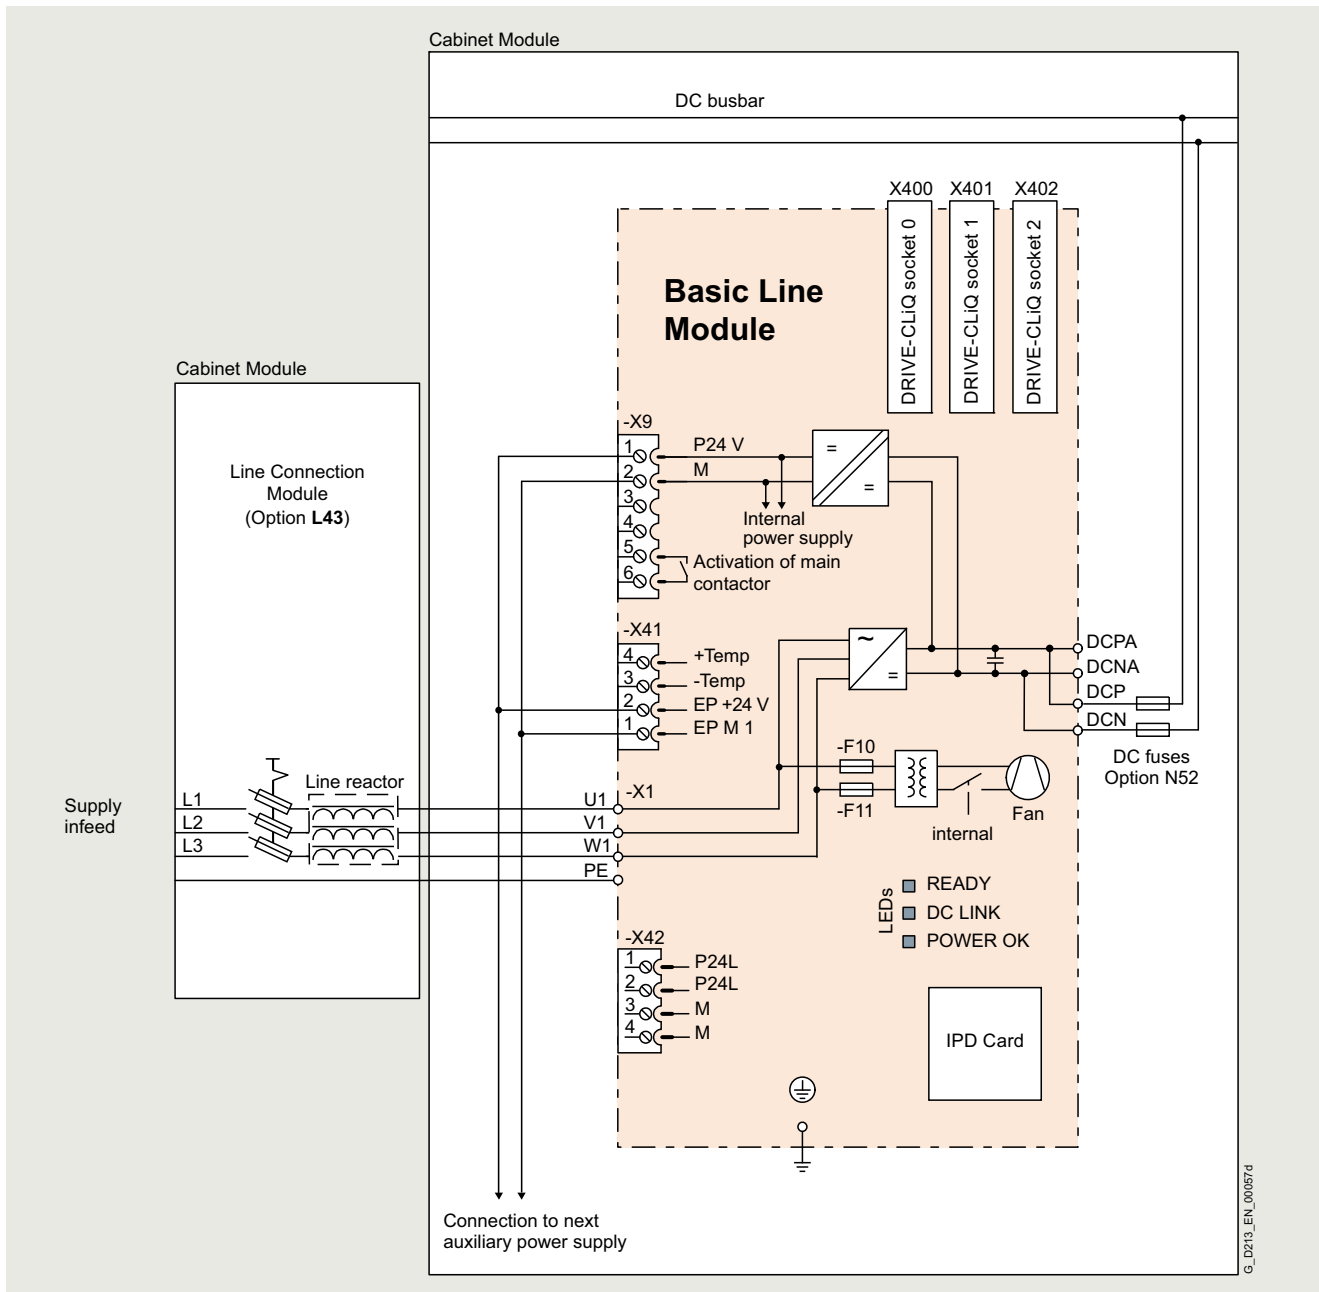 Cabinet Module
DC busbar
X400
X401
X402
DRIVE-CLiQ socket 0
DRIVE-CLiQ socket 1
DRIVE-CLiQ socket 2
Basic Line
Module
Cabinet Module
Line Connection
Module
(Option L43)
-X9
1
2
3
4
5
6
P24 V
M
=
=
Internal
power supply
Activation of main
contactor
-X41
4
3
2
1
+Temp
-Temp
EP +24 V
EP M 1
~
=
DCPA
DCNA
DCP
DCN
DC fuses
Option N52
-F10
-F11
internal
Fan
Supply
infeed
L1
L2
L3
Line reactor
-X1
U1
V1
W1
PE
LEDs
READY
DC LINK
POWER OK
-X42
1
2
3
4
P24L
P24L
M
M
IPD Card
Connection to next
auxiliary power supply
G_D213_EN_00057d